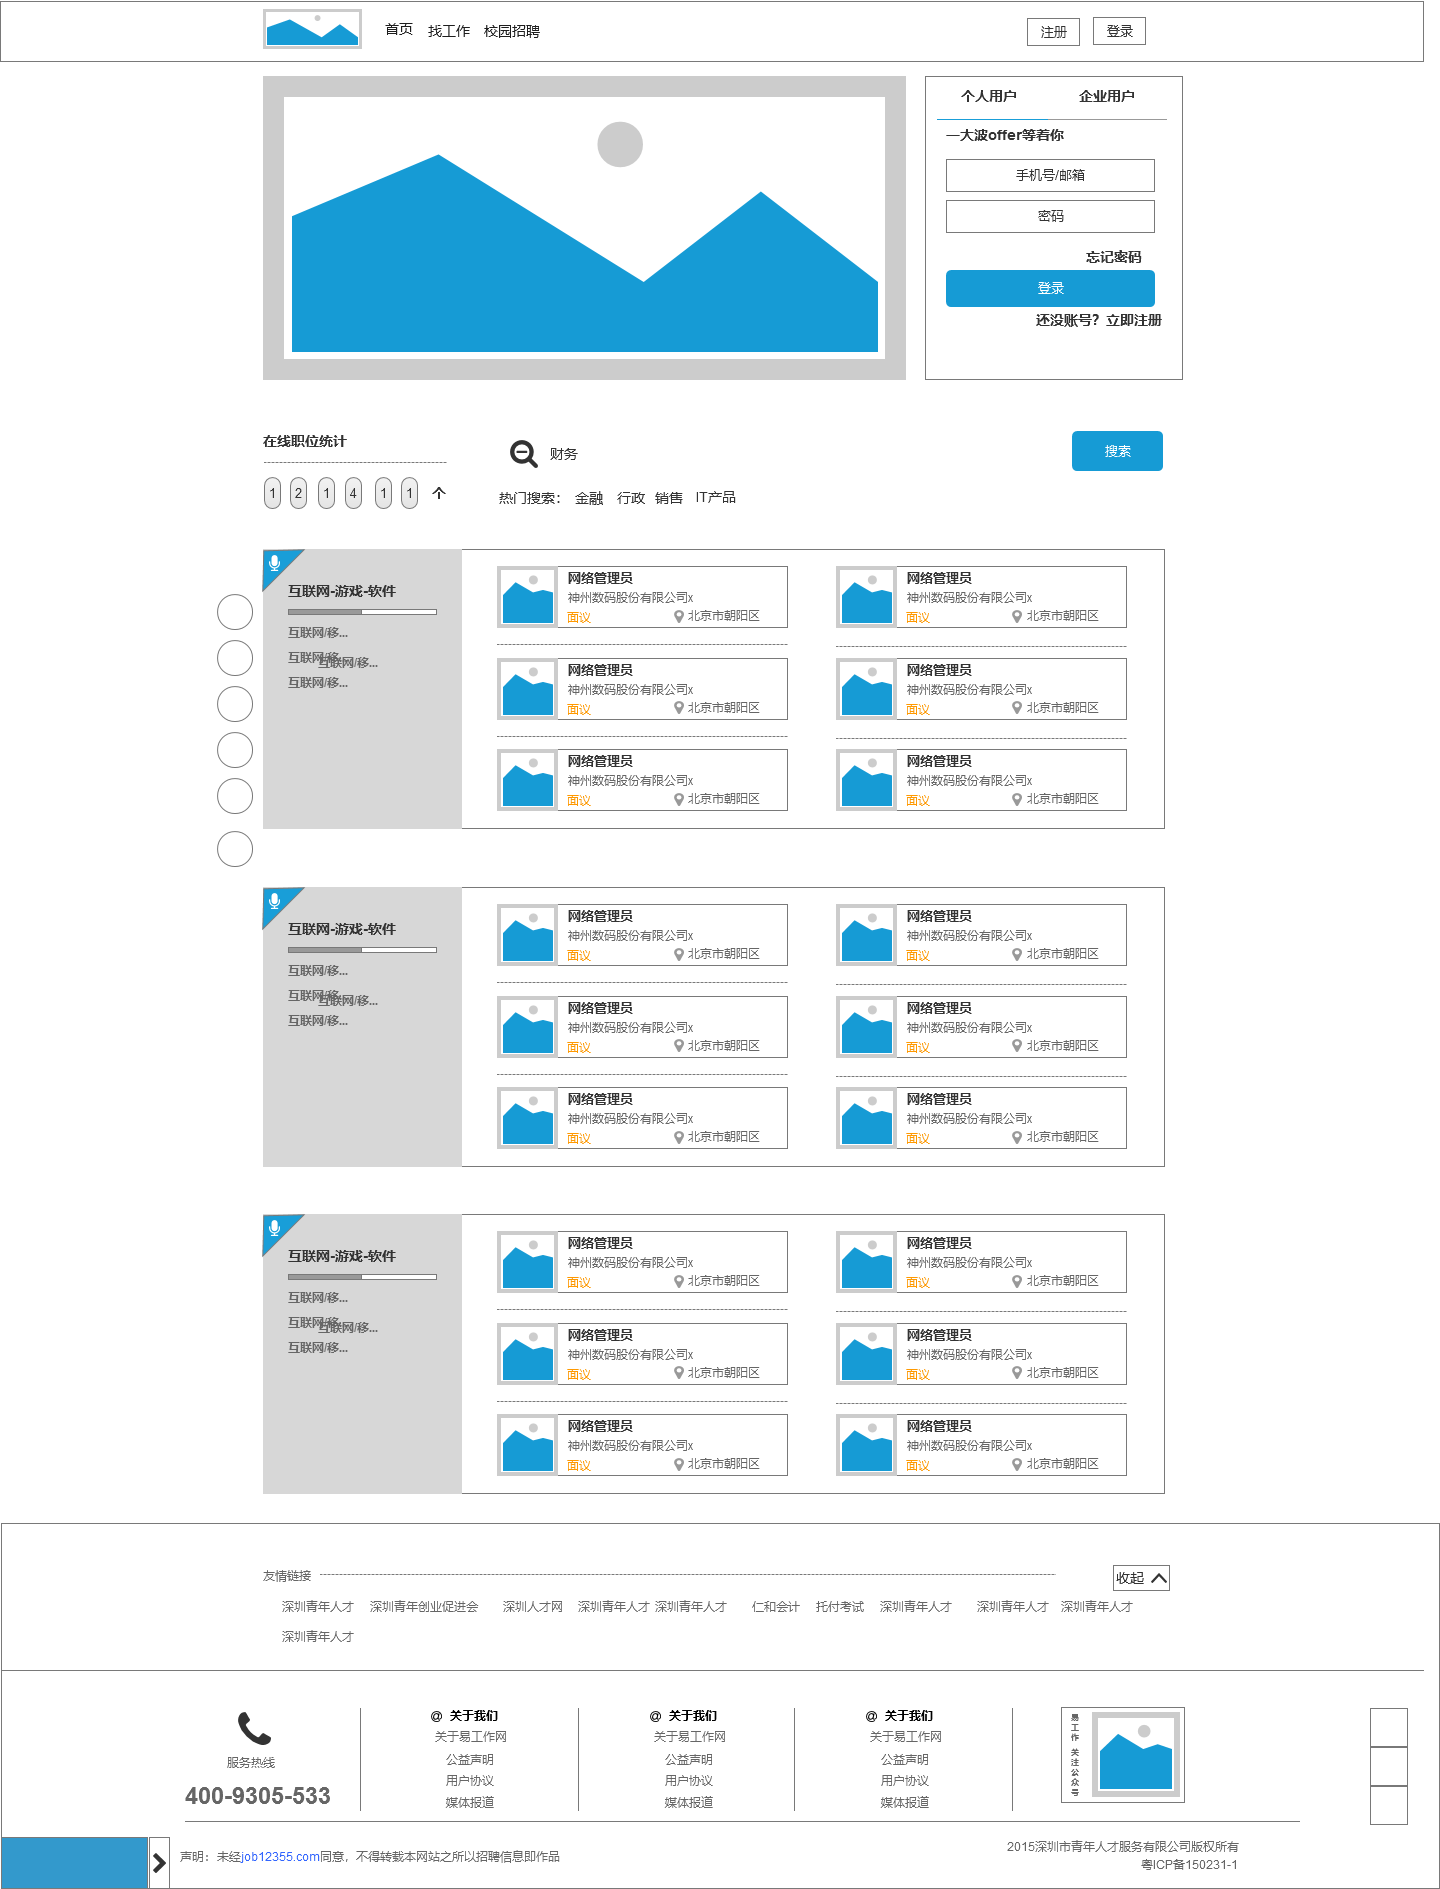 首页 找工作 校园招聘 注册 登录
个人用户 企业用户
一大波offer等着你
手机号/邮箱
密码
忘记密码
登录
还没账号？立即注册
在线职位统计
财务 搜索
1 2 1 4 1 1 个
热门搜索： 金融 行政 销售 IT产品
互联网-游戏-软件
互联网/移...
互联网/移...
互联网/移...
互联网/移...
网络管理员
神州数码股份有限公司x
面议 北京市朝阳区
网络管理员
神州数码股份有限公司x
面议 北京市朝阳区
网络管理员
神州数码股份有限公司x
面议 北京市朝阳区
网络管理员
神州数码股份有限公司x
面议 北京市朝阳区
网络管理员
神州数码股份有限公司x
面议 北京市朝阳区
网络管理员
神州数码股份有限公司x
面议 北京市朝阳区
互联网-游戏-软件
互联网/移...
互联网/移...
互联网/移...
互联网/移...
网络管理员
神州数码股份有限公司x
面议 北京市朝阳区
网络管理员
神州数码股份有限公司x
面议 北京市朝阳区
网络管理员
神州数码股份有限公司x
面议 北京市朝阳区
网络管理员
神州数码股份有限公司x
面议 北京市朝阳区
网络管理员
神州数码股份有限公司x
面议 北京市朝阳区
网络管理员
神州数码股份有限公司x
面议 北京市朝阳区
互联网-游戏-软件
互联网/移...
互联网/移...
互联网/移...
互联网/移...
网络管理员
神州数码股份有限公司x
面议 北京市朝阳区
网络管理员
神州数码股份有限公司x
面议 北京市朝阳区
网络管理员
神州数码股份有限公司x
面议 北京市朝阳区
网络管理员
神州数码股份有限公司x
面议 北京市朝阳区
网络管理员
神州数码股份有限公司x
面议 北京市朝阳区
网络管理员
神州数码股份有限公司x
面议 北京市朝阳区
友情链接 收起
深圳青年人才 深圳青年创业促进会 深圳人才网 深圳青年人才 深圳青年人才 仁和会计 托付考试 深圳青年人才 深圳青年人才 深圳青年人才
深圳青年人才
服务热线
400-9305-533
@ 关于我们
关于易工作网
公益声明
用户协议
媒体报道
@ 关于我们
关于易工作网
公益声明
用户协议
媒体报道
@ 关于我们
关于易工作网
公益声明
用户协议
媒体报道
易工作 关注公众号
声明：未经job12355.com同意，不得转载本网站之所以招聘信息即作品
2015深圳市青年人才服务有限公司版权所有
粤ICP备150231-1